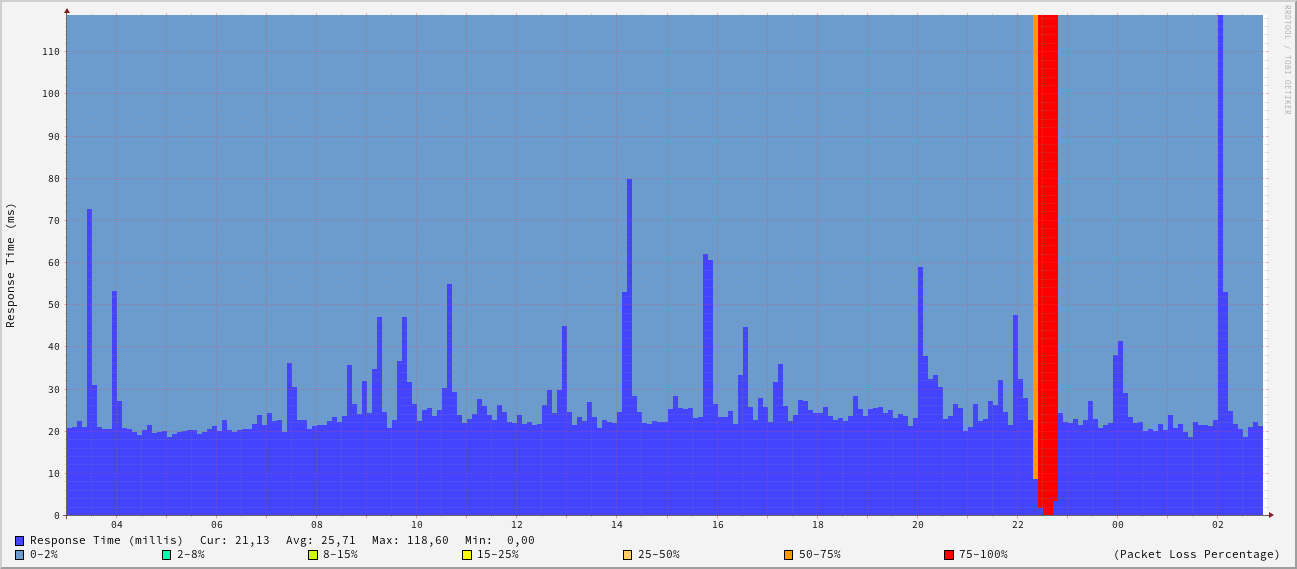 RRDTOOL / TOBI OETIKER
Response Time (ms)
110
100
90
80
70
60
50
40
30
20
10
0
04 06 08 10 12 14 16 18 20 22 00 02
Response Time (millis) Cur: 21,13 Avg: 25,71 Max: 118,60 Min: 0,00
0-2% 2-8% 8-15% 15-25% 25-50% 50-75% 75-100% (Packet Loss Percentage)